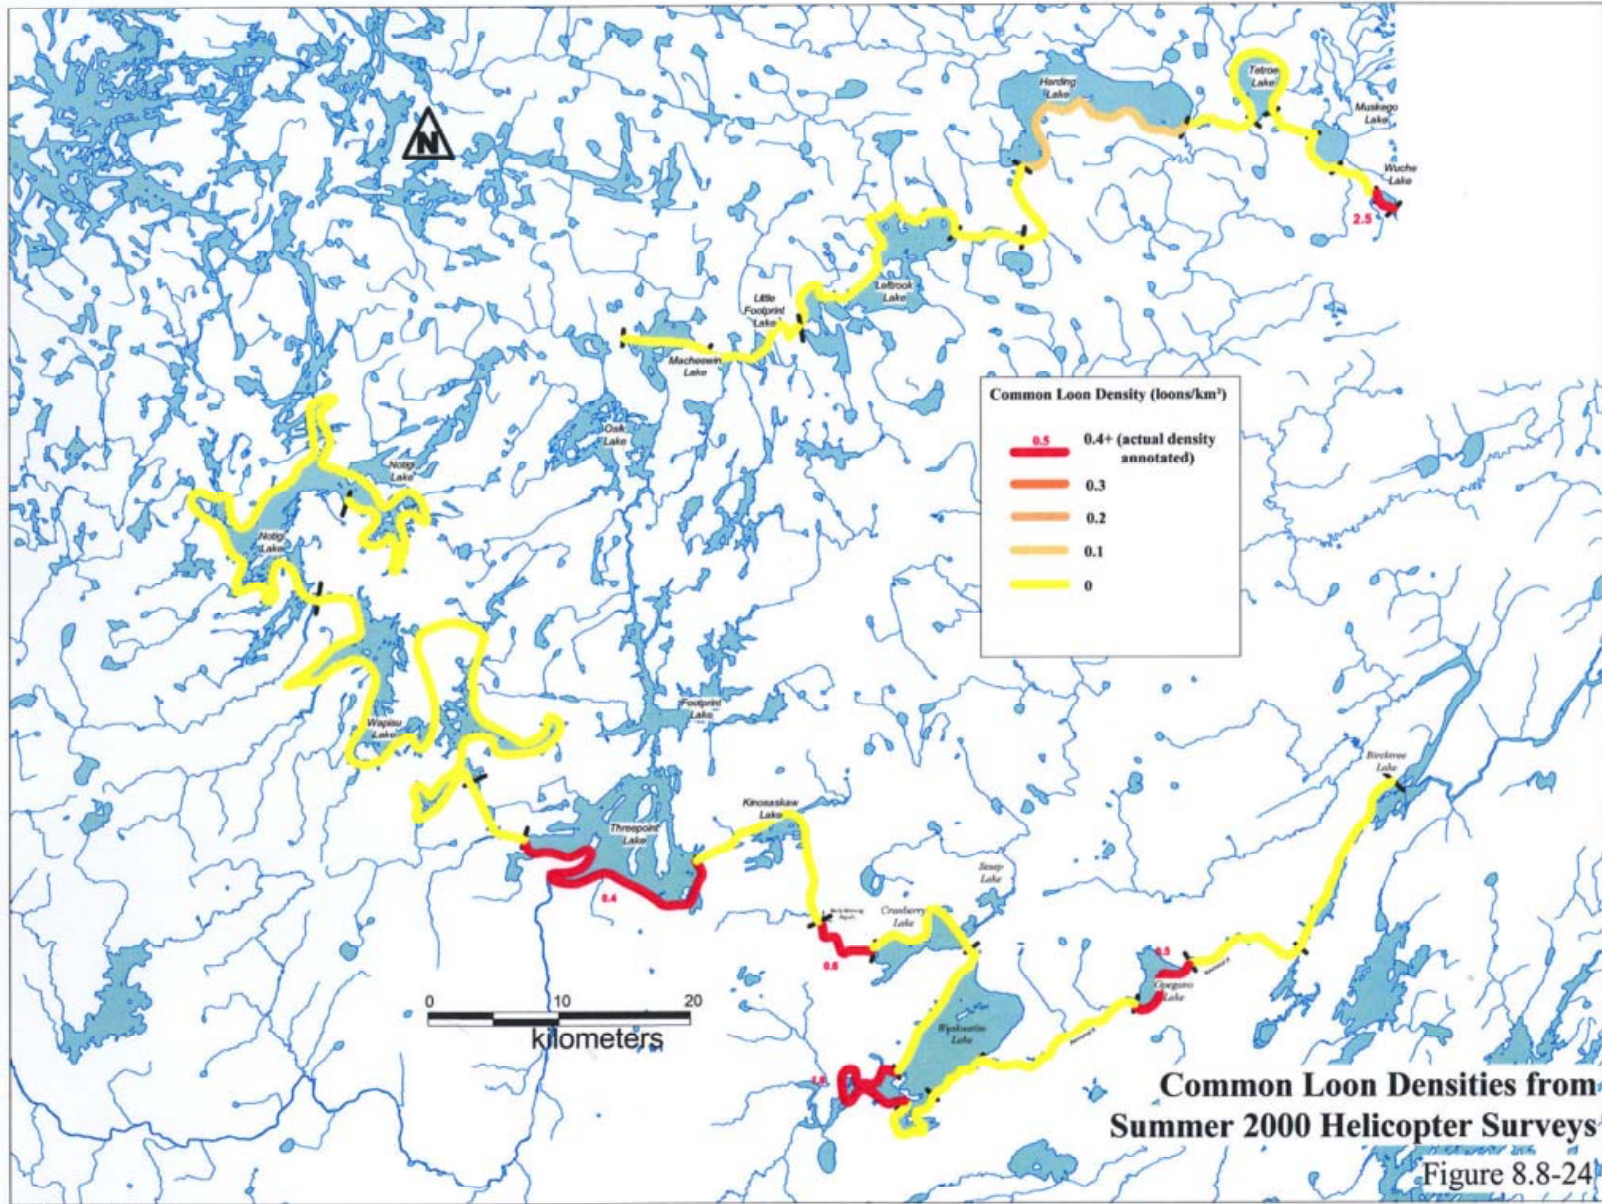 N
Harding
Lake
Tetroe
Lake
Muskego
Lake
Wuche
Lake
2.5
Leftrook
Lake
Little
Footprint
Lake
Macheewin
Lake
Osik
Lake
Notigi
Lake
Notigi
Lake
Common Loon Density (loons/km²)
0.5
0.4+ (actual density
annotated)
0.3
0.2
0.1
0
Footprint
Lake
Wapisu
Lake
Birchtree
Lake
Kinosaskaw
Lake
Threepoint
Lake
0.4
Sesep
Lake
Cranberry
Lake
0.6
0.5
Opegano
Lake
0
10
20
kilometers
Wuskwatim
Lake
1.8
Common Loon Densities from
Summer 2000 Helicopter Surveys
Figure 8.8-24